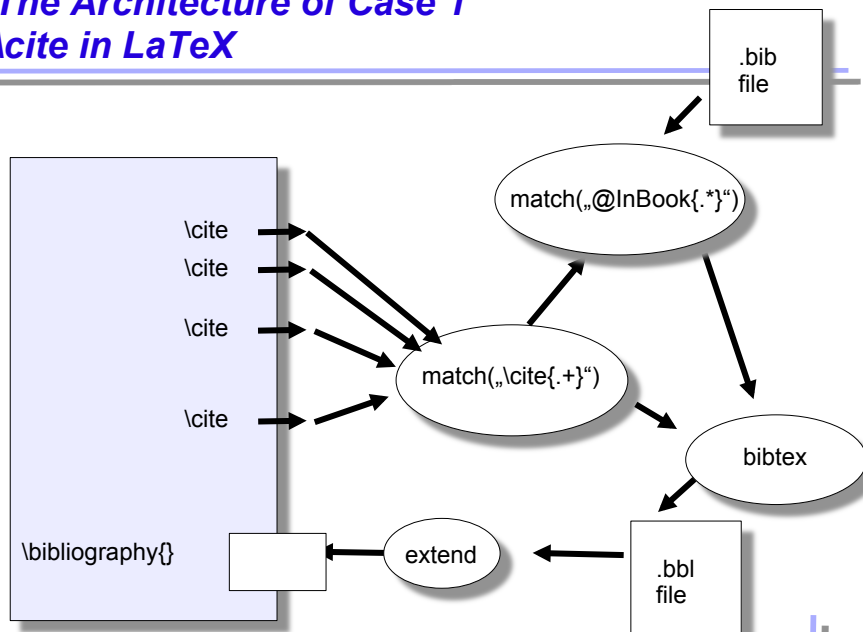 The Architecture of Case 1
\cite in LaTeX
.bib
file
match(„@InBook{.*}“)
\cite
\cite
\cite
match(„\cite{.+}“)
\cite
bibtex
\bibliography{}
extend
.bbl
file